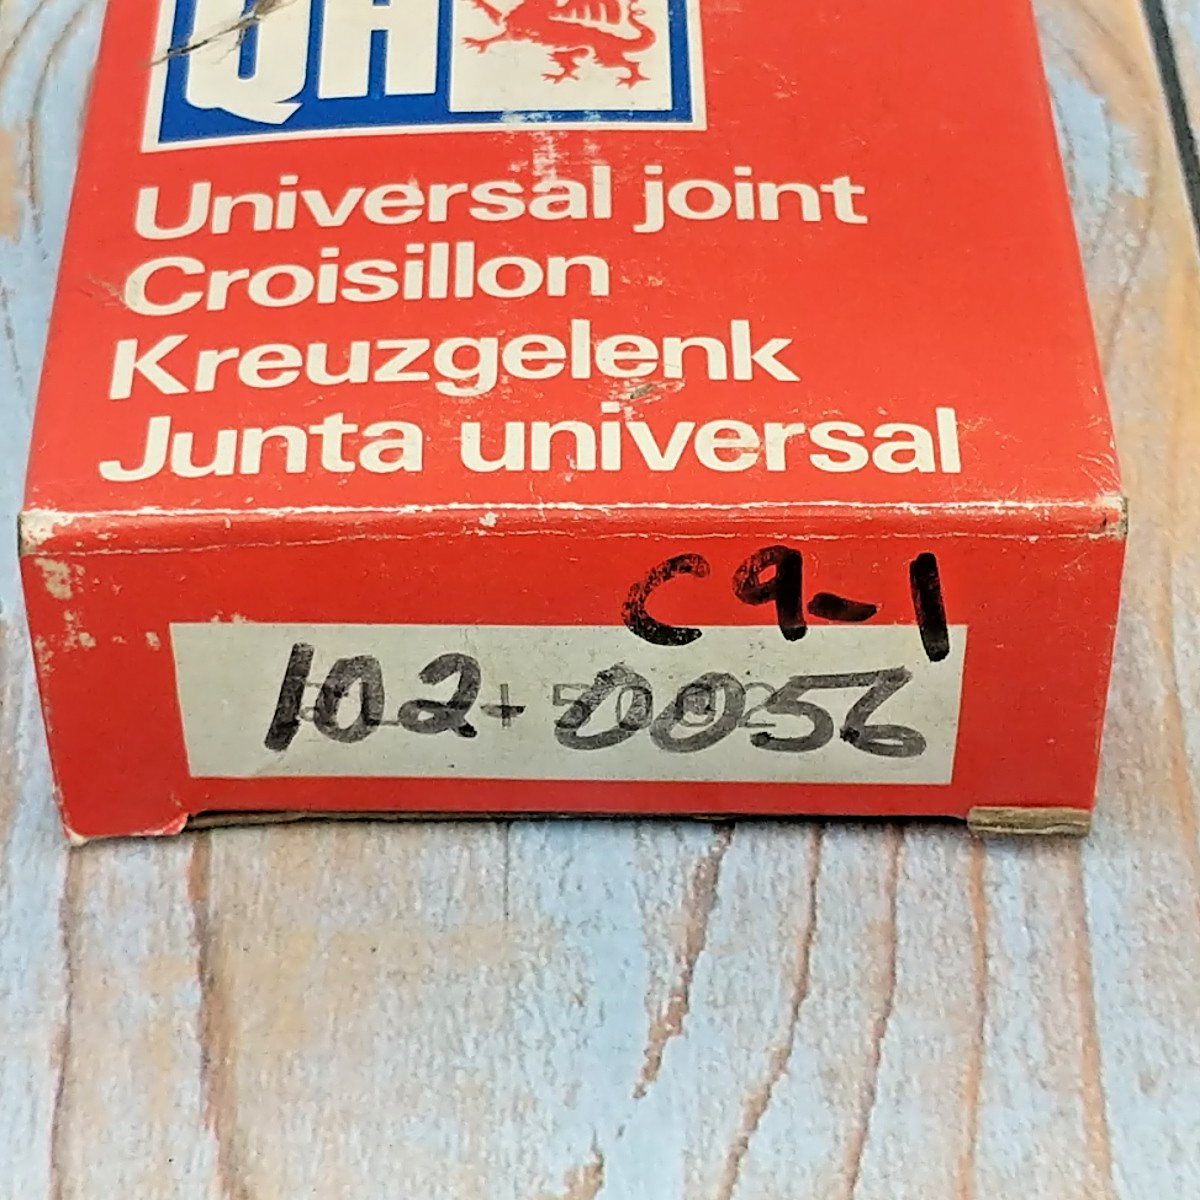 QH
Universal joint
Croisillon
Kreuzgelenk
Junta universal
C9-1
102-0056